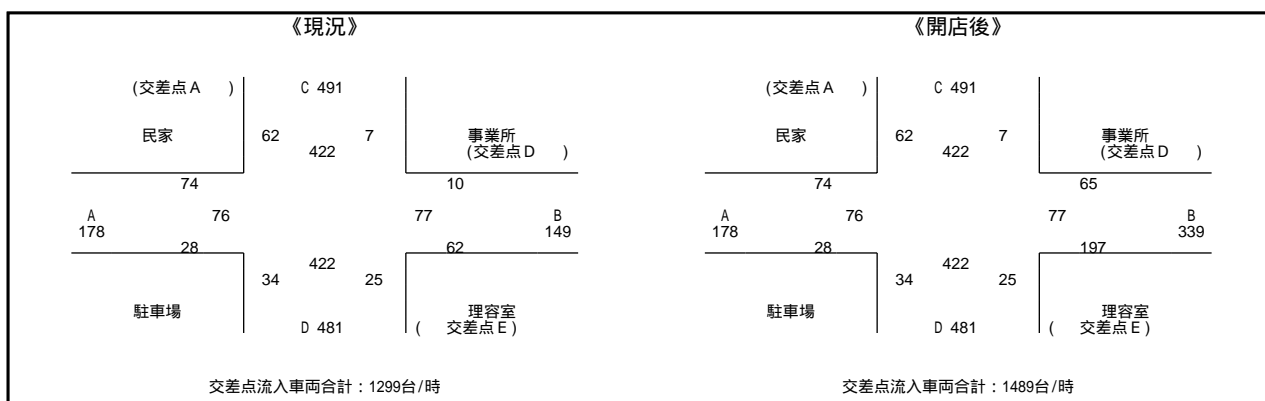 《現況》
(交差点A )
C 491
民家
62
7
422
事業所
(交差点D )
74
10
A
178
76
77
B
149
28
62
422
34
25
駐車場
理容室
D 481
( 交差点E)
交差点流入車両合計：1299台/時
《開店後》
(交差点A )
C 491
民家
62
7
422
事業所
(交差点D )
74
65
A
178
76
77
B
339
28
197
422
34
25
駐車場
理容室
D 481
( 交差点E)
交差点流入車両合計：1489台/時